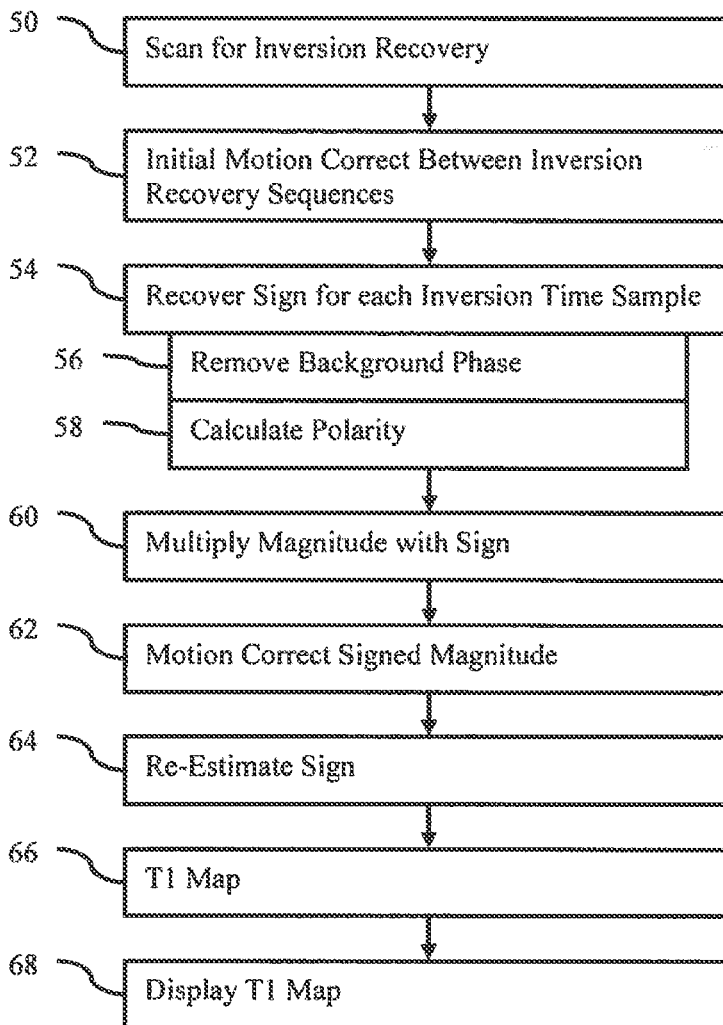 50 Scan for Inversion Recovery
52 Initial Motion Correct Between Inversion
Recovery Sequences
54 Recover Sign for each Inversion Time Sample
56 Remove Background Phase
58 Calculate Polarity
60 Multiply Magnitude with Sign
62 Motion Correct Signed Magnitude
64 Re-Estimate Sign
66 T1 Map
68 Display T1 Map